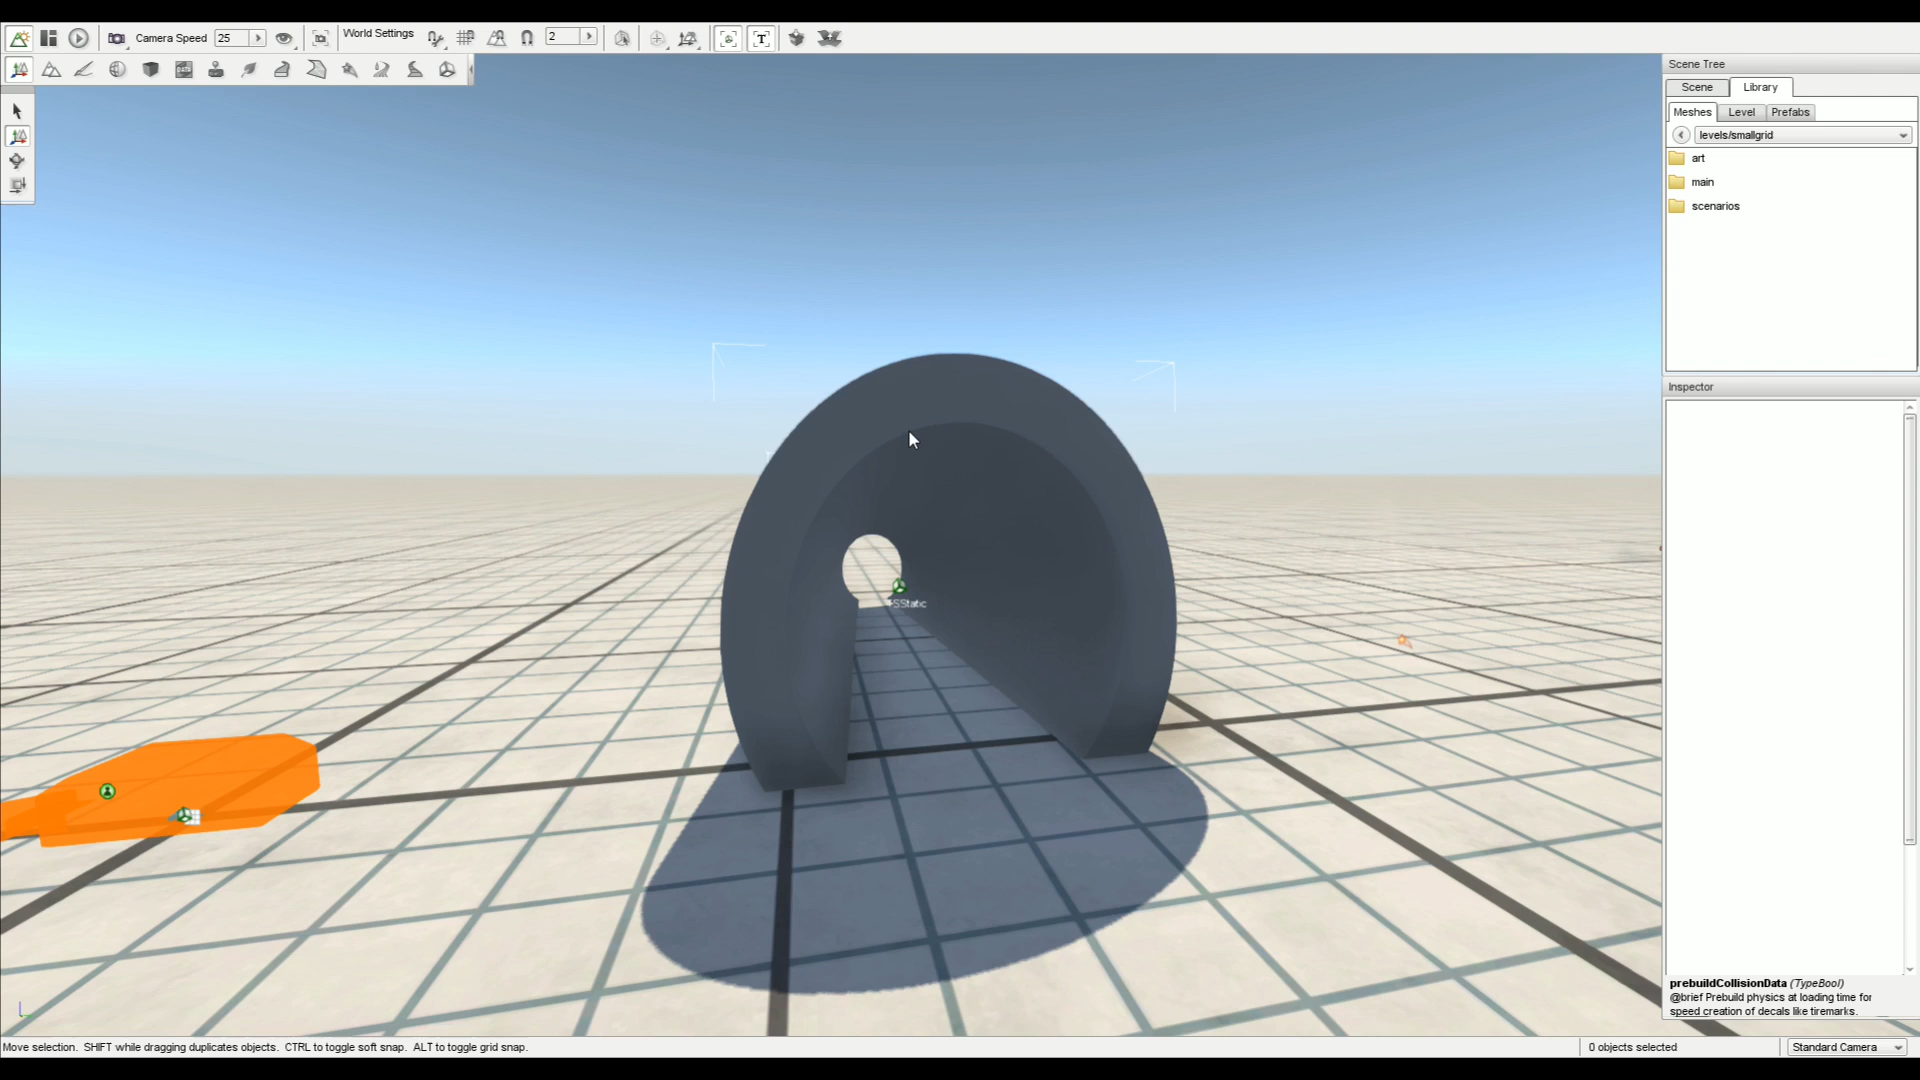 Camera Speed 25 World Settings 2
Scene Tree
Scene Library
Meshes Level Prefabs
levels/smallgrid
art
main
scenarios
Inspector
SStatic
prebuildCollisionData (TypeBool)
@brief Prebuild physics at loading time for
speed creation of decals like tiremarks.
Move selection. SHIFT while dragging duplicates objects. CTRL to toggle soft snap. ALT to toggle grid snap.
0 objects selected
Standard Camera